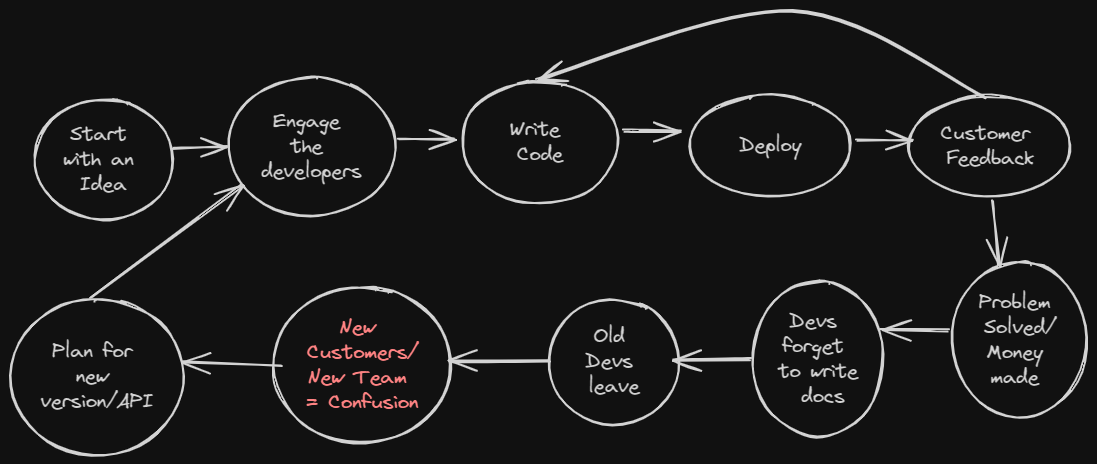 Start
with an
Idea
Engage
the
developers
Write
Code
Deploy
Customer
Feedback
Problem
Solved/
Money
made
Devs
forget
to write
docs
Old
Devs
leave
New
Customers/
New Team
= Confusion
Plan for
new
version/API